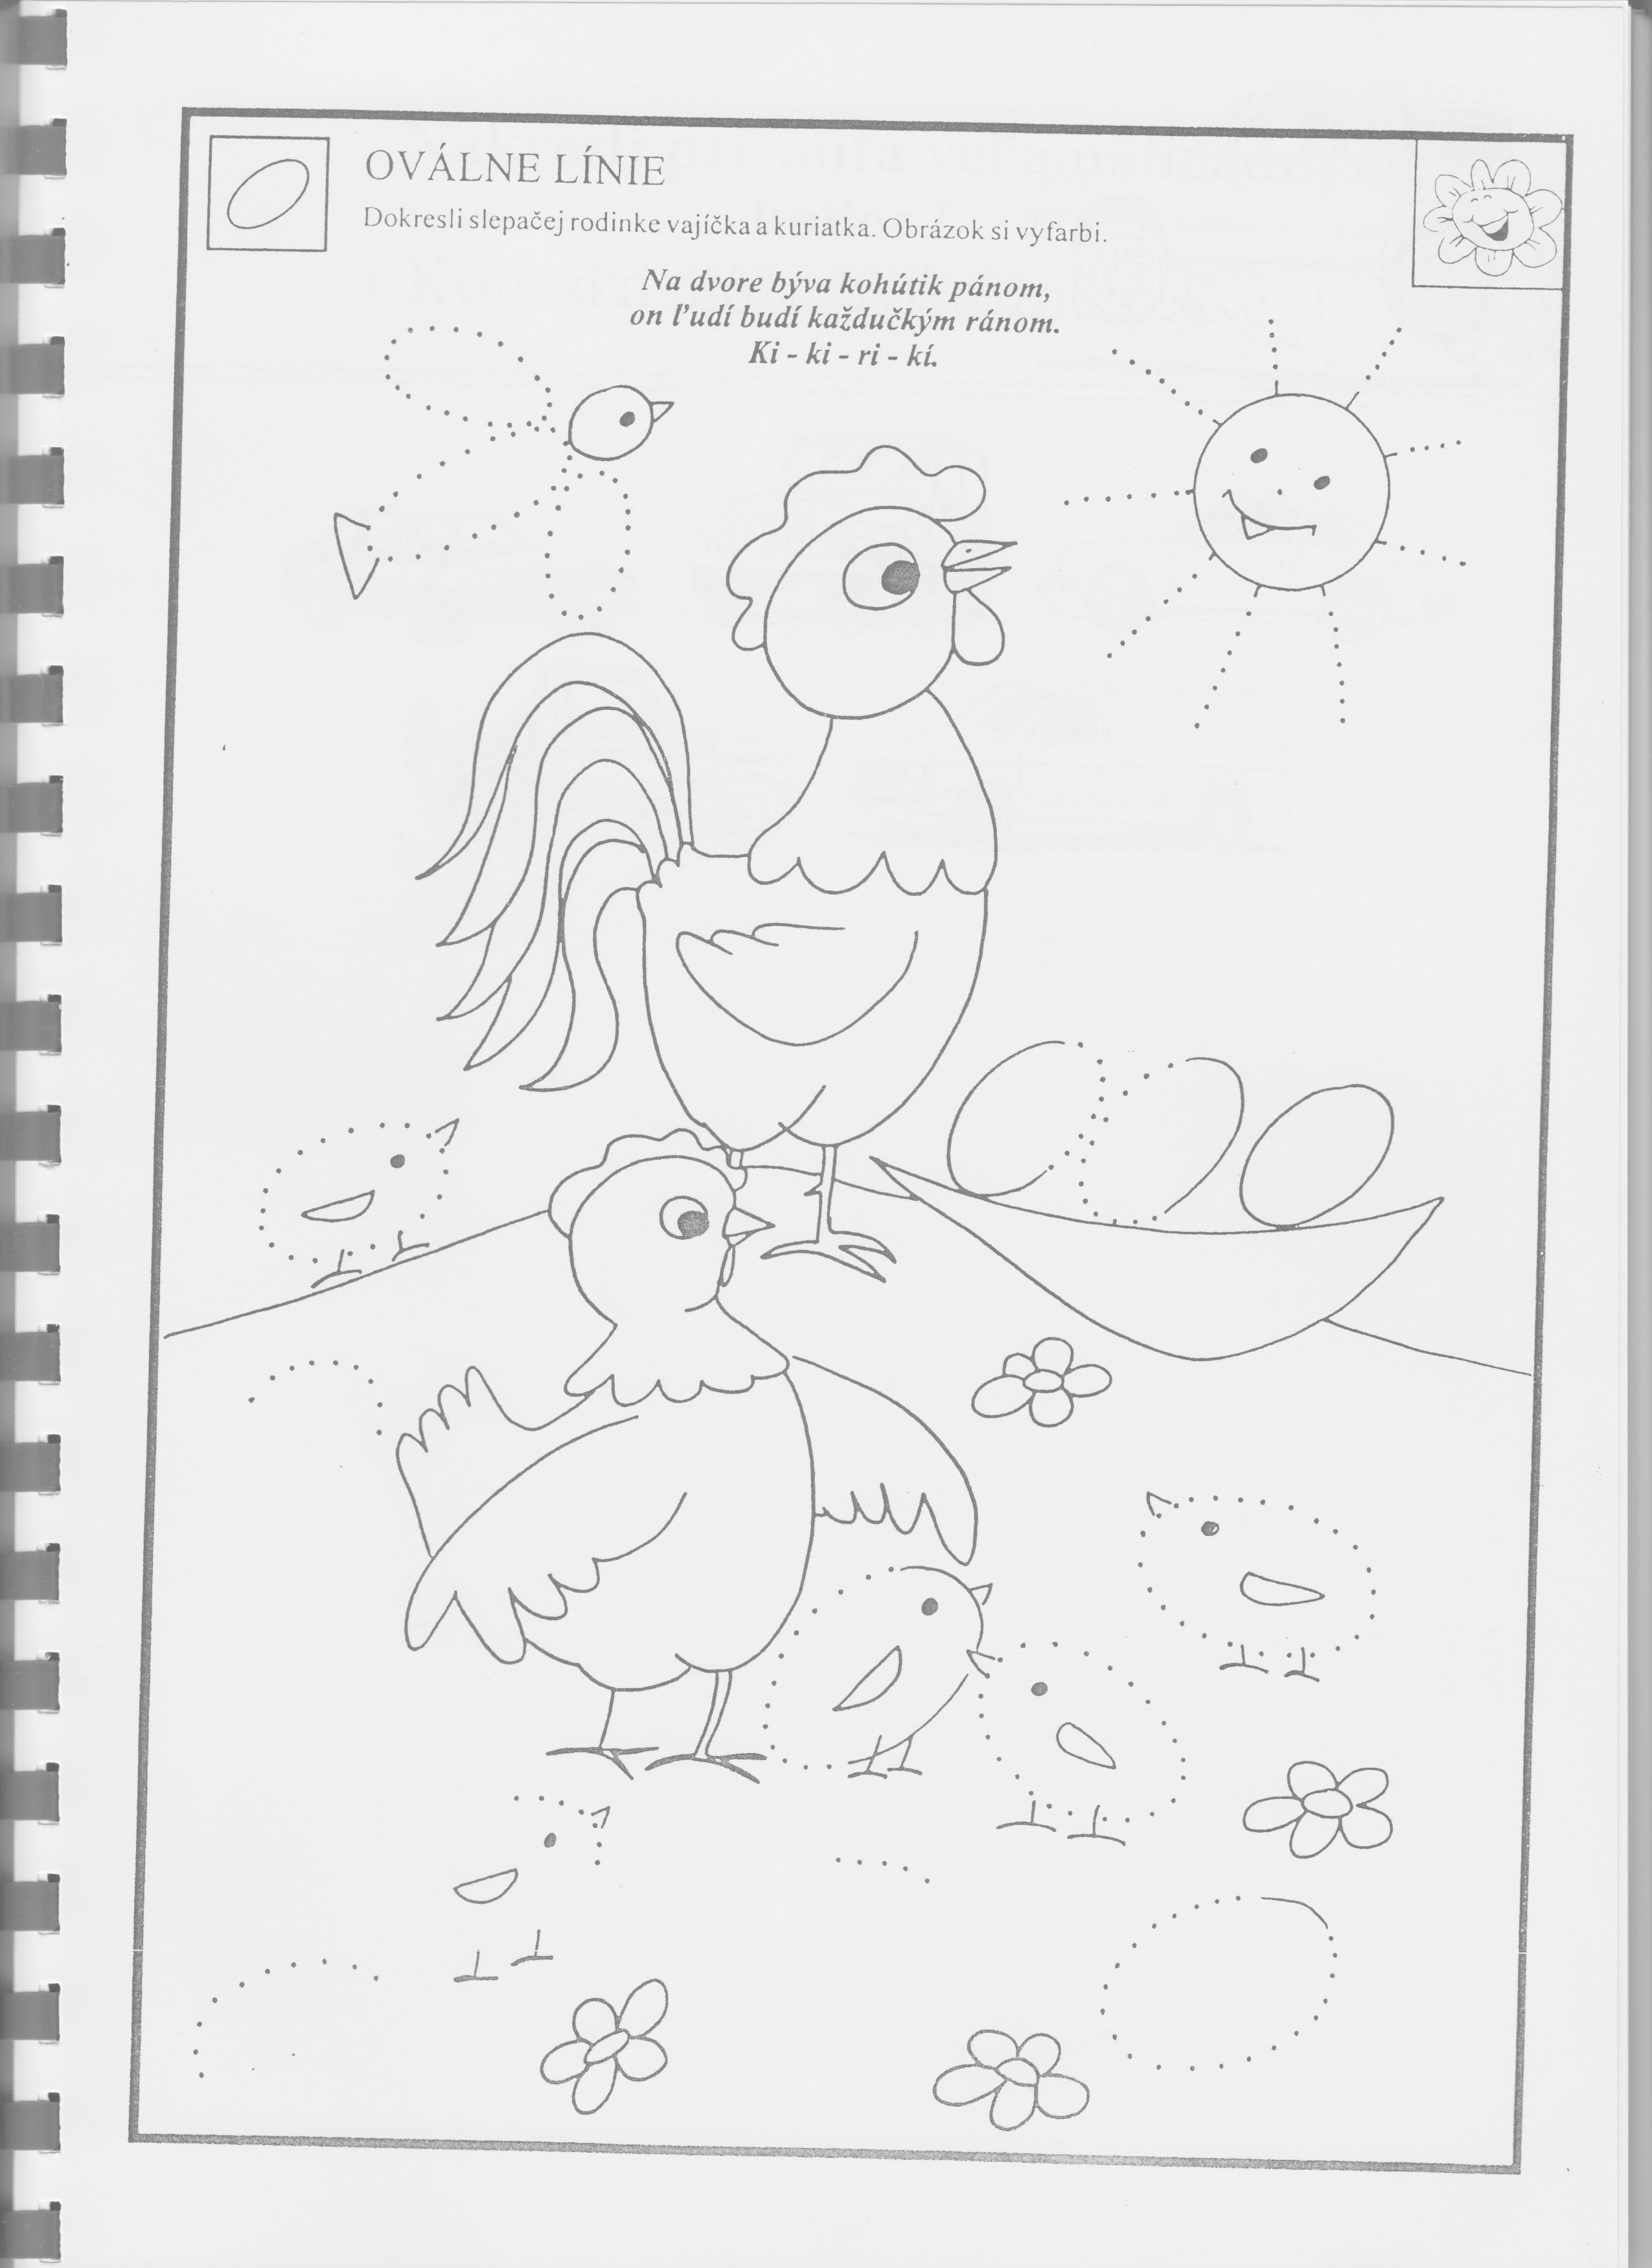 OVÁLNE LÍNIE
Dokresli slepačej rodinke vajíčka a kuriatka. Obrázok si vyfarbi.
Na dvore býva kohútik pánom,
on ľudí budí každučkým ránom.
Ki - ki - ri - kí.